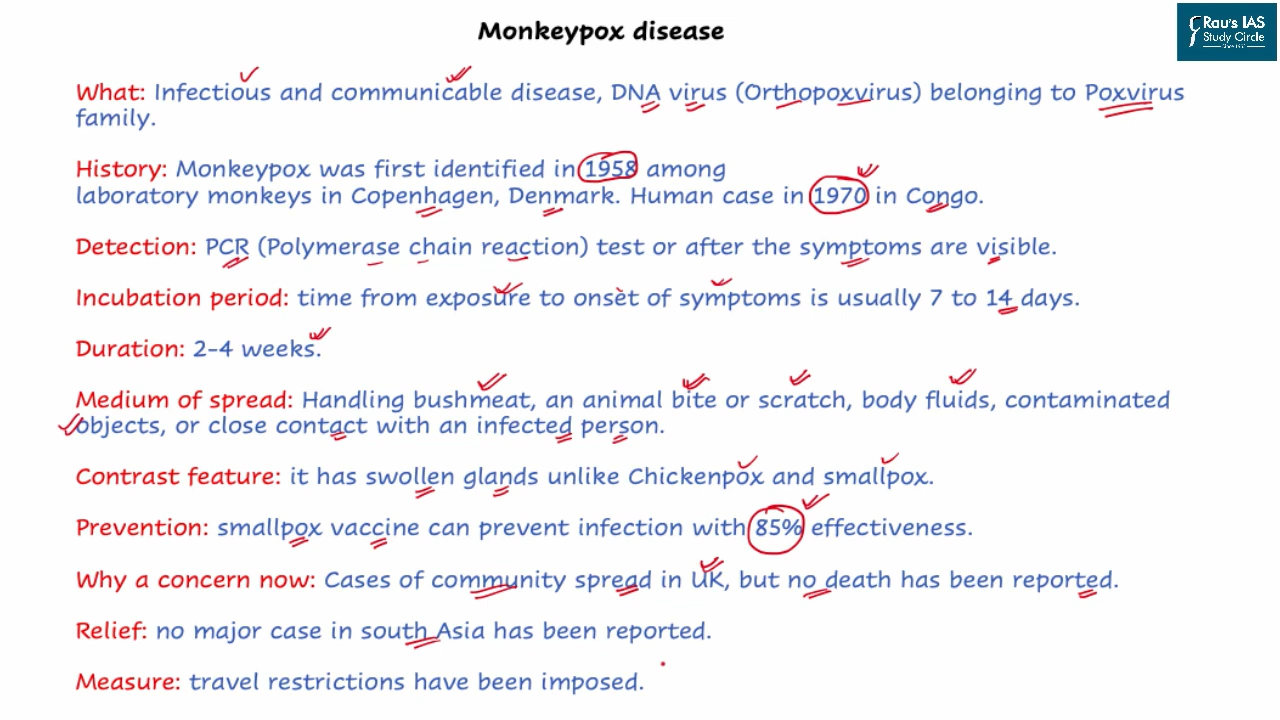 Monkeypox disease
Rau's IAS
Study Circle
What: Infectious and communicable disease, DNA virus (Orthopoxvirus) belonging to Poxvirus
family.
History: Monkeypox was first identified in 1958 among
laboratory monkeys in Copenhagen, Denmark. Human case in 1970 in Congo.
Detection: PCR (Polymerase chain reaction) test or after the symptoms are visible.
Incubation period: time from exposure to onset of symptoms is usually 7 to 14 days.
Duration: 2-4 weeks.
Medium of spread: Handling bushmeat, an animal bite or scratch, body fluids, contaminated
objects, or close contact with an infected person.
Contrast feature: it has swollen glands unlike Chickenpox and smallpox.
Prevention: smallpox vaccine can prevent infection with 85% effectiveness.
Why a concern now: Cases of community spread in UK, but no death has been reported.
Relief: no major case in south Asia has been reported.
Measure: travel restrictions have been imposed.